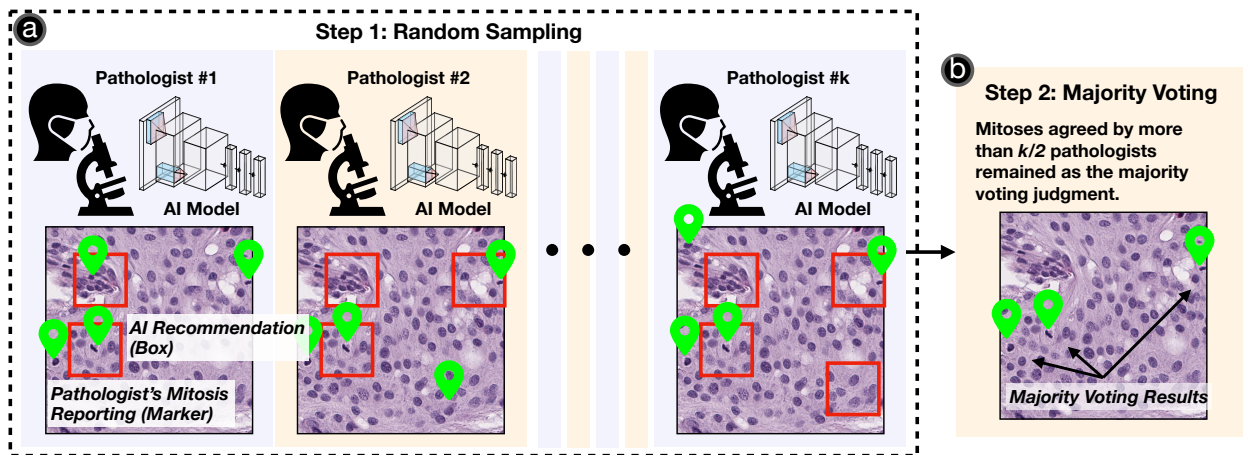 a
Step 1: Random Sampling
Pathologist #1
AI Model
AI Recommendation
(Box)
Pathologist's Mitosis
Reporting (Marker)
Pathologist #2
AI Model
Pathologist #k
AI Model
b
Step 2: Majority Voting
Mitoses agreed by more
than k/2 pathologists
remained as the majority
voting judgment.
Majority Voting Results